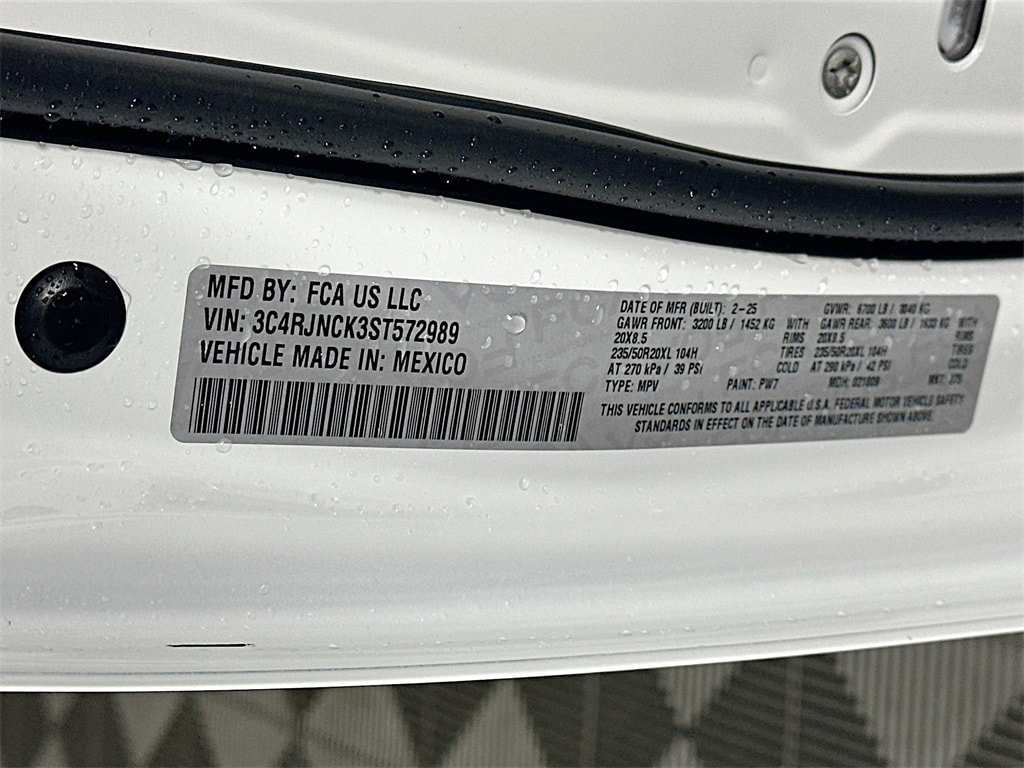 MFD BY: FCA US LLC
VIN: 3C4RJNCK3ST572989
VEHICLE MADE IN: MEXICO
DATE OF MFR (BUILT): 2-25 GVWR: 6700 LB / 3040 KG
GAWR FRONT: 3200 LB / 1452 KG WITH GAWR REAR: 3600 LB / 1633 KG WITH
20X8.5 RIMS 20X8.5 RIMS
235/50R20XL 104H TIRES 235/50R20XL 104H TIRES
AT 270 kPa / 39 PSI COLD AT 290 kPa / 42 PSI COLD
TYPE: MPV PAINT: PW7 MDH: 021809 MKT: 375
THIS VEHICLE CONFORMS TO ALL APPLICABLE U.S.A. FEDERAL MOTOR VEHICLE SAFETY
STANDARDS IN EFFECT ON THE DATE OF MANUFACTURE SHOWN ABOVE.